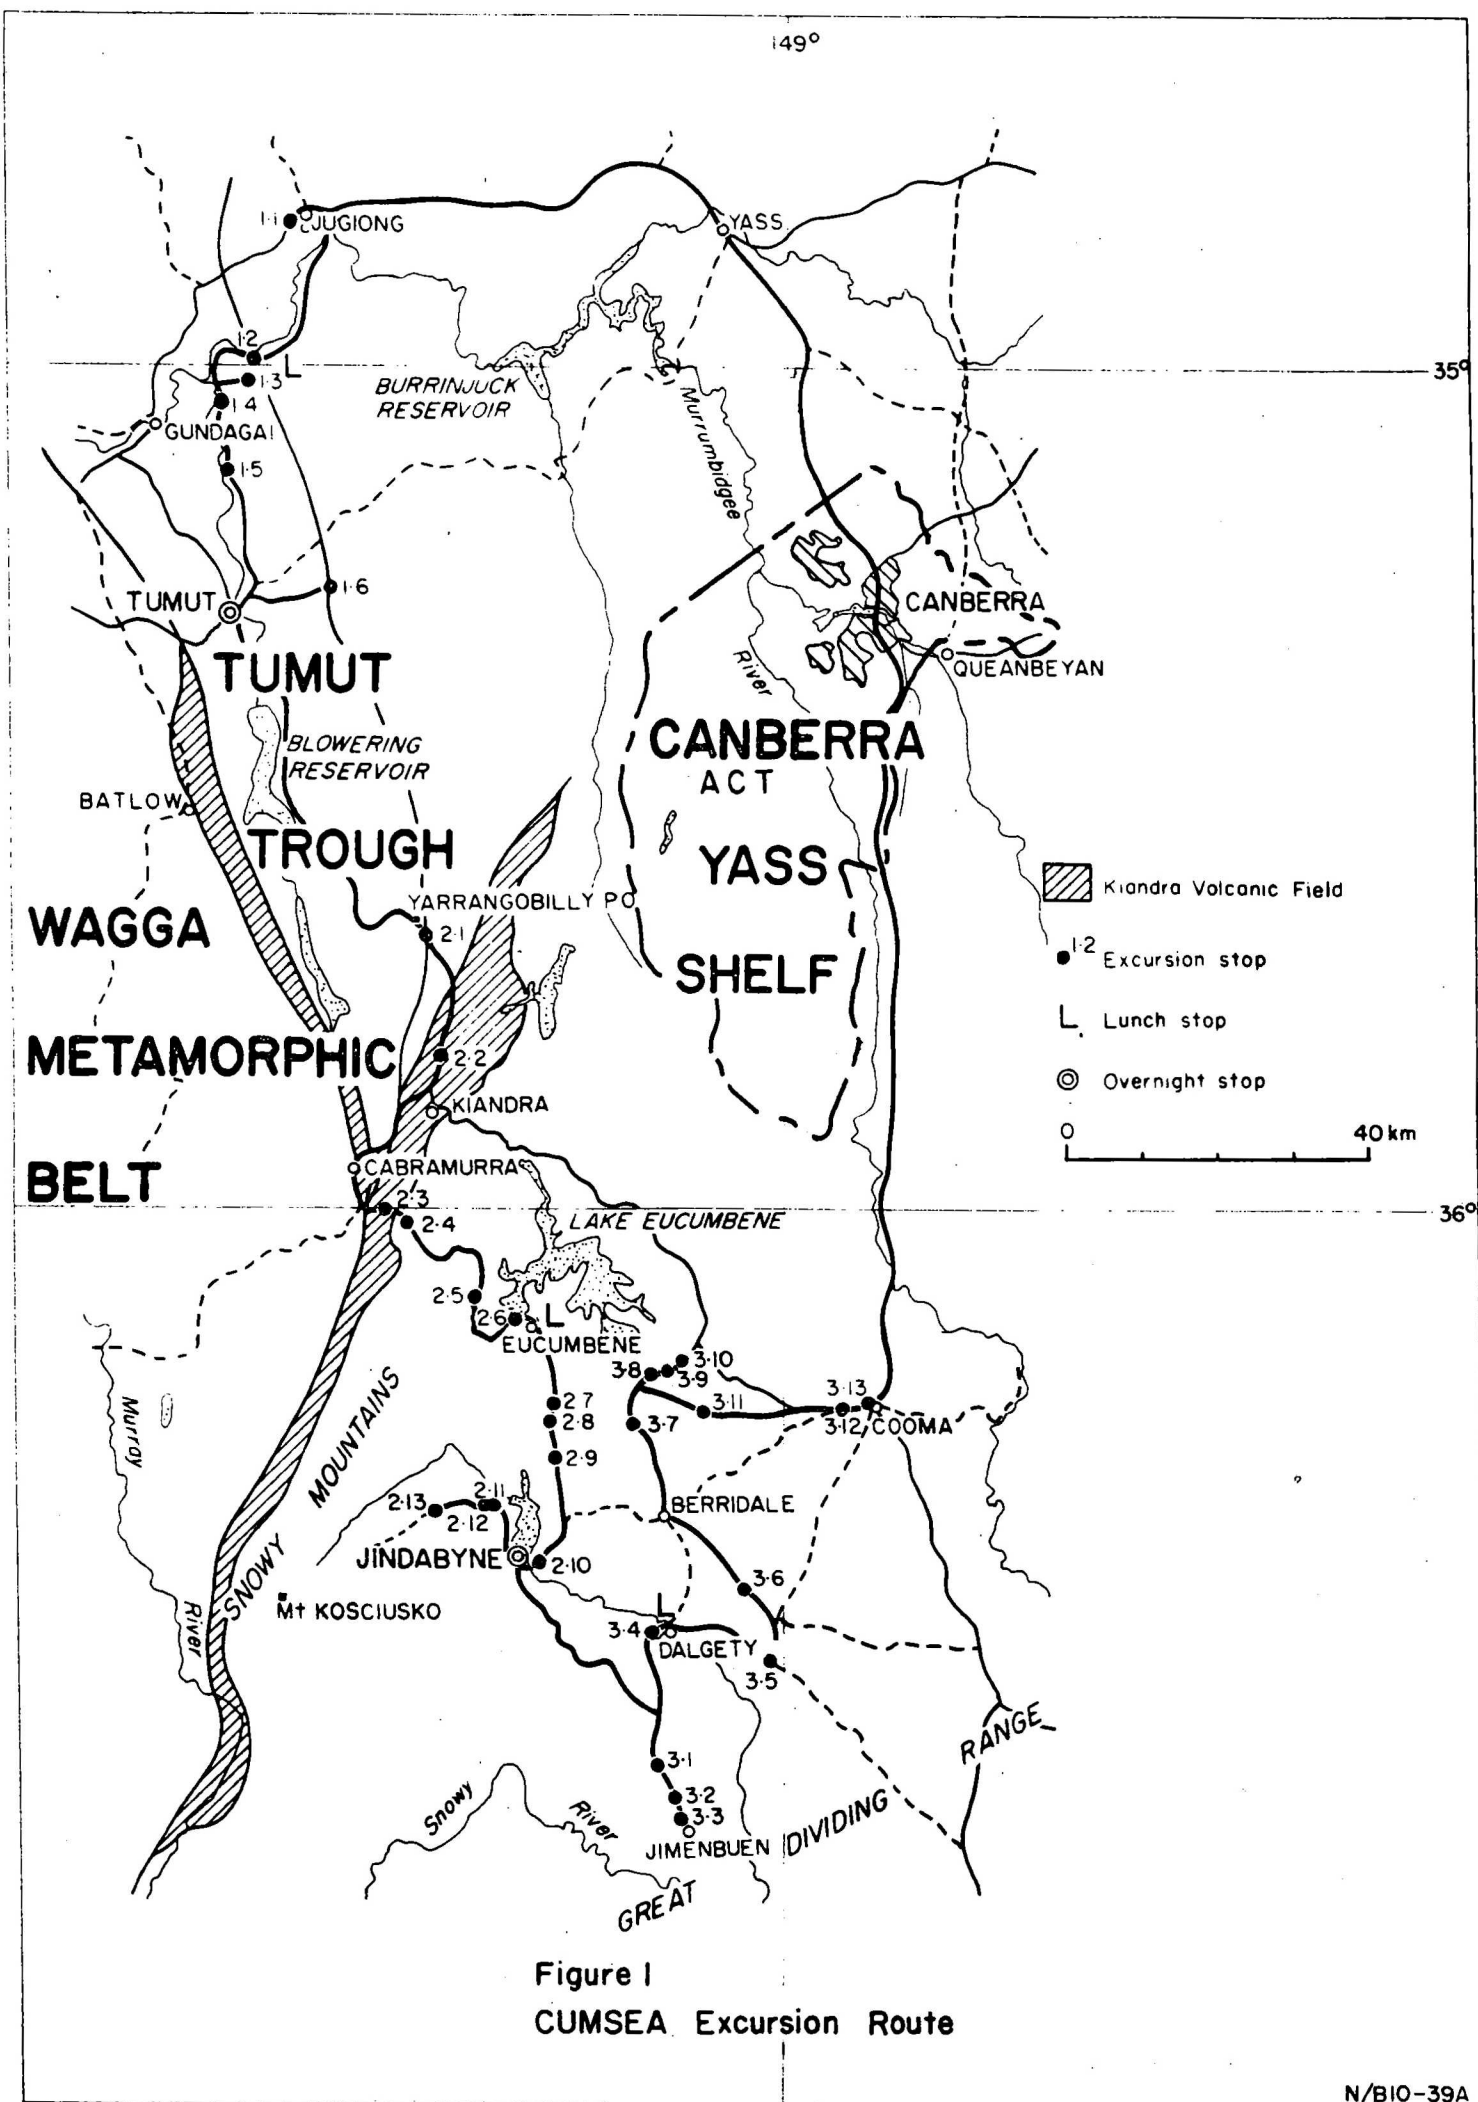 149°
1·1
JUGIONG
YASS
1·2
L
1·3
35°
BURRINJUCK
RESERVOIR
1·4
Murrumbidgee
GUNDAGAI
1·5
1·6
TUMUT
CANBERRA
QUEANBEYAN
River
TUMUT
CANBERRA
ACT
BLOWERING
RESERVOIR
BATLOW
TROUGH
YASS
Kiandra Volcanic Field
YARRANGOBILLY PO
WAGGA
2·1
1·2 Excursion stop
SHELF
L Lunch stop
METAMORPHIC
2·2
Overnight stop
KIANDRA
0 40 km
CABRAMURRA
BELT
2·3
36°
2·4
LAKE EUCUMBENE
2·5
2·6
L
EUCUMBENE
3·10
3·8
3·9
2·7
3·11
3·13
2·8
3·7
3·12
COOMA
Murray
MOUNTAINS
2·9
2·13
2·11
2·12
BERRIDALE
JINDABYNE
2·10
SNOWY
3·6
Mt KOSCIUSKO
River
L
3·4
DALGETY
3·5
RANGE
3·1
3·2
3·3
Snowy
River
JIMENBUEN
DIVIDING
GREAT
Figure 1
CUMSEA Excursion Route
N/B10-39A